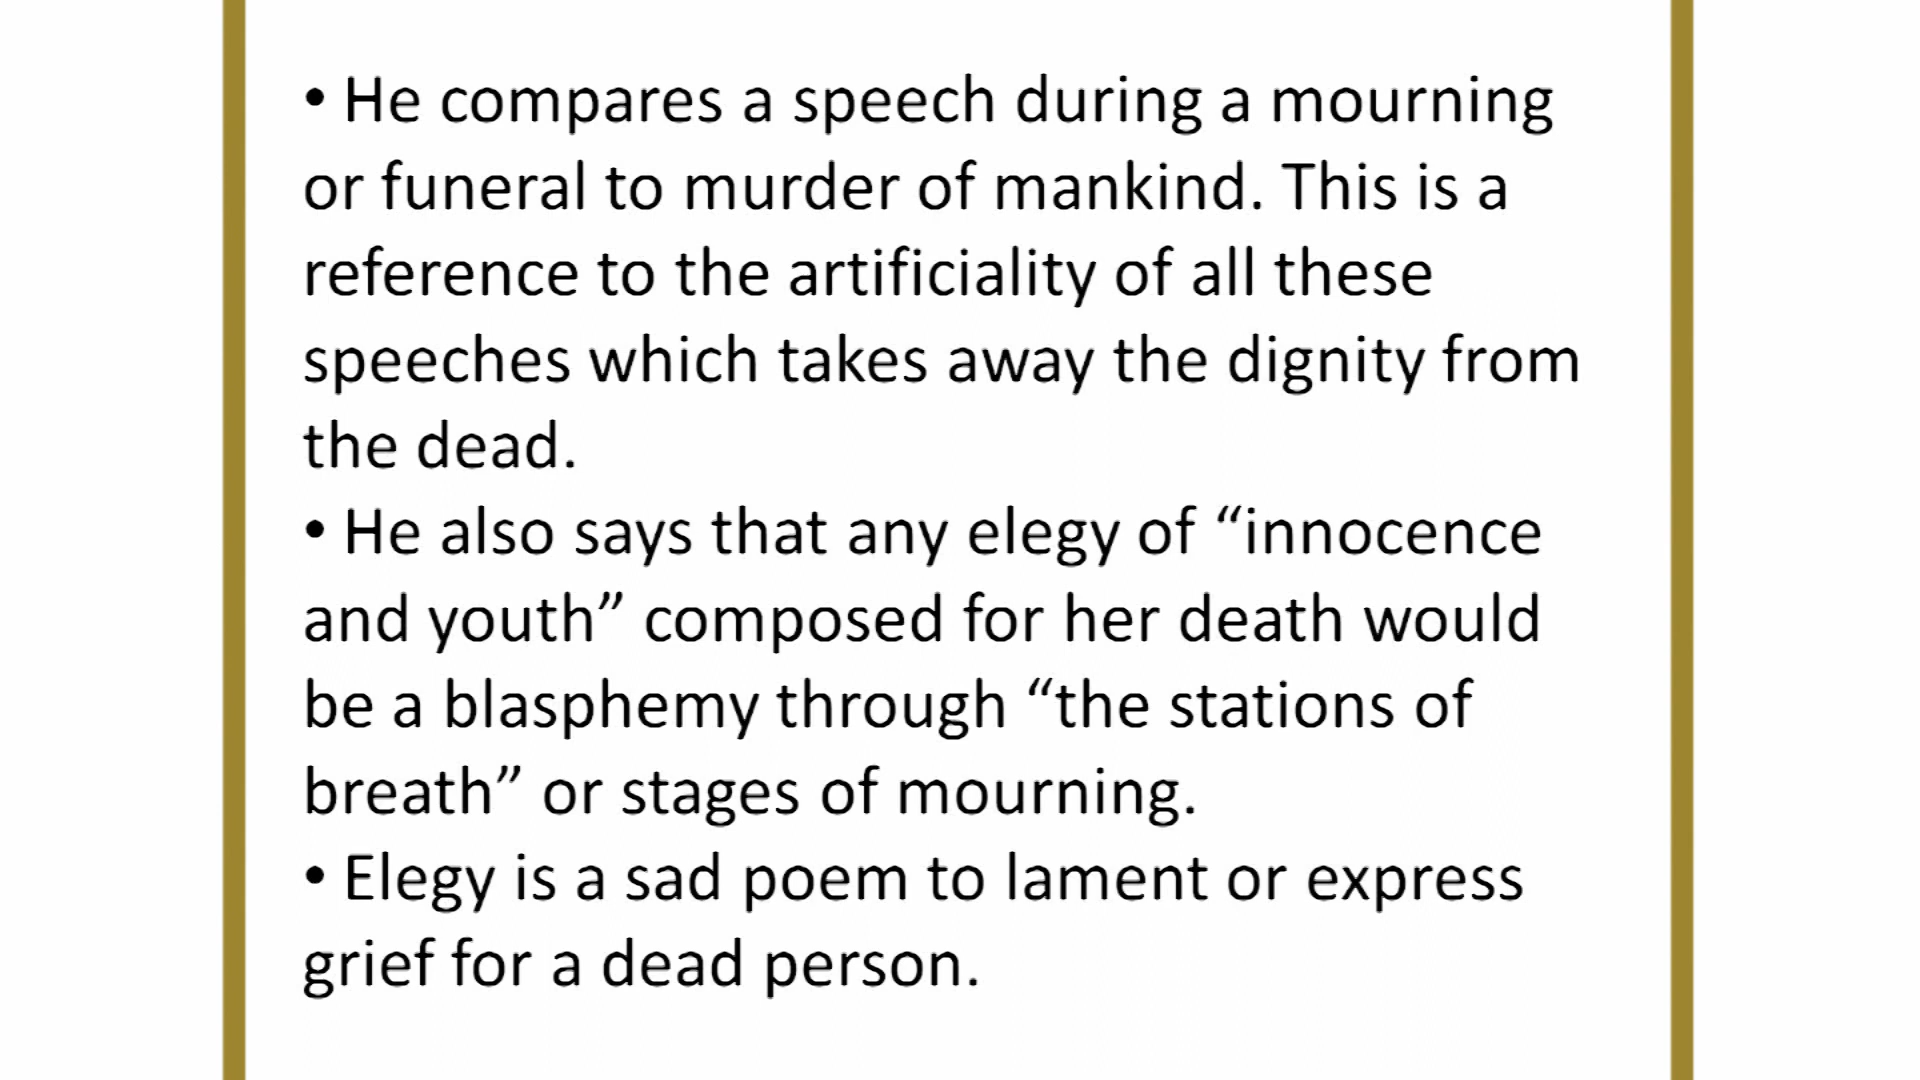 • He compares a speech during a mourning
or funeral to murder of mankind. This is a
reference to the artificiality of all these
speeches which takes away the dignity from
the dead.
• He also says that any elegy of “innocence
and youth” composed for her death would
be a blasphemy through “the stations of
breath” or stages of mourning.
• Elegy is a sad poem to lament or express
grief for a dead person.